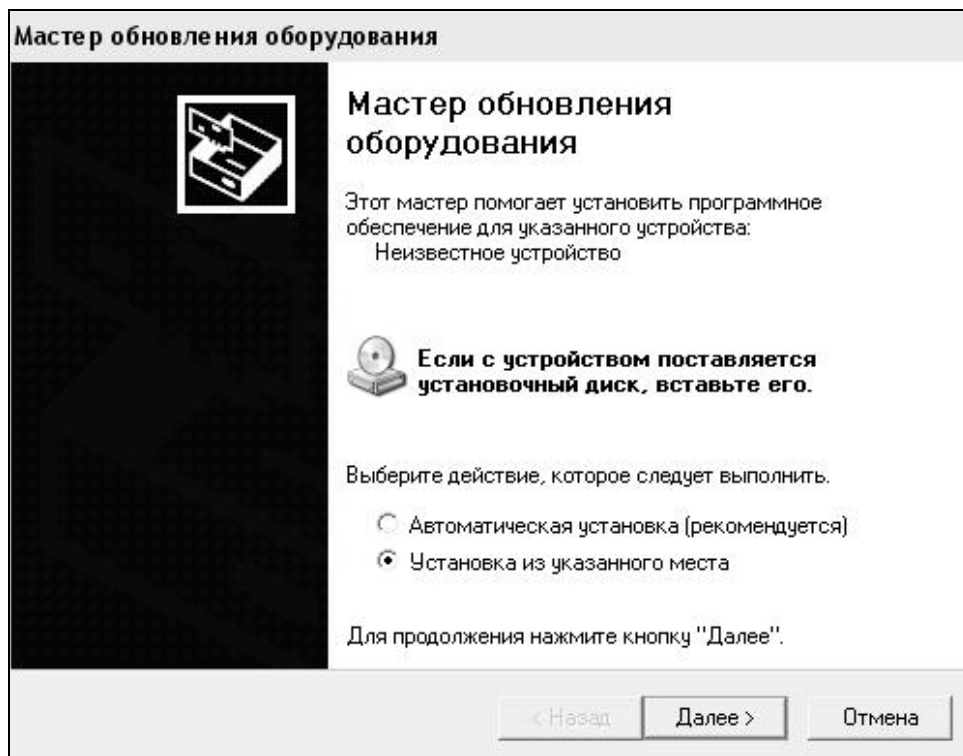 Мастер обновления оборудования
Мастер обновления
оборудования
Этот мастер помогает установить программное
обеспечение для указанного устройства:
Неизвестное устройство
Если с устройством поставляется
установочный диск, вставьте его.
Выберите действие, которое следует выполнить.
Автоматическая установка (рекомендуется)
Установка из указанного места
Для продолжения нажмите кнопку "Далее".
< Назад
Далее >
Отмена